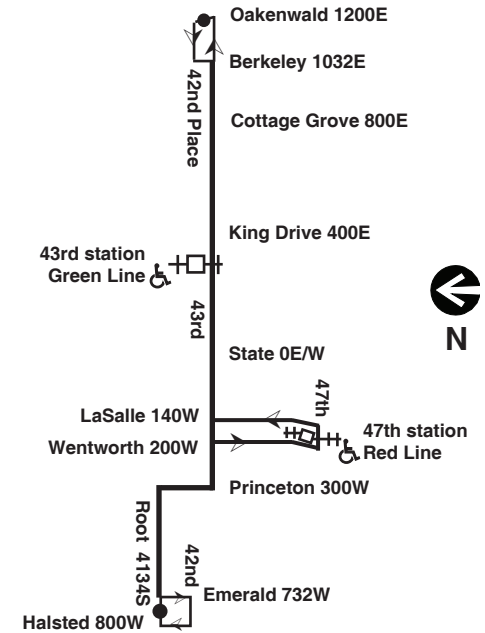 Oakenwald 1200E
Berkeley 1032E
42nd Place
Cottage Grove 800E
King Drive 400E
43rd station
Green Line
43rd
N
State 0E/W
47th
LaSalle 140W
Wentworth 200W
47th station
Red Line
Princeton 300W
Root 4134S
42nd
Emerald 732W
Halsted 800W